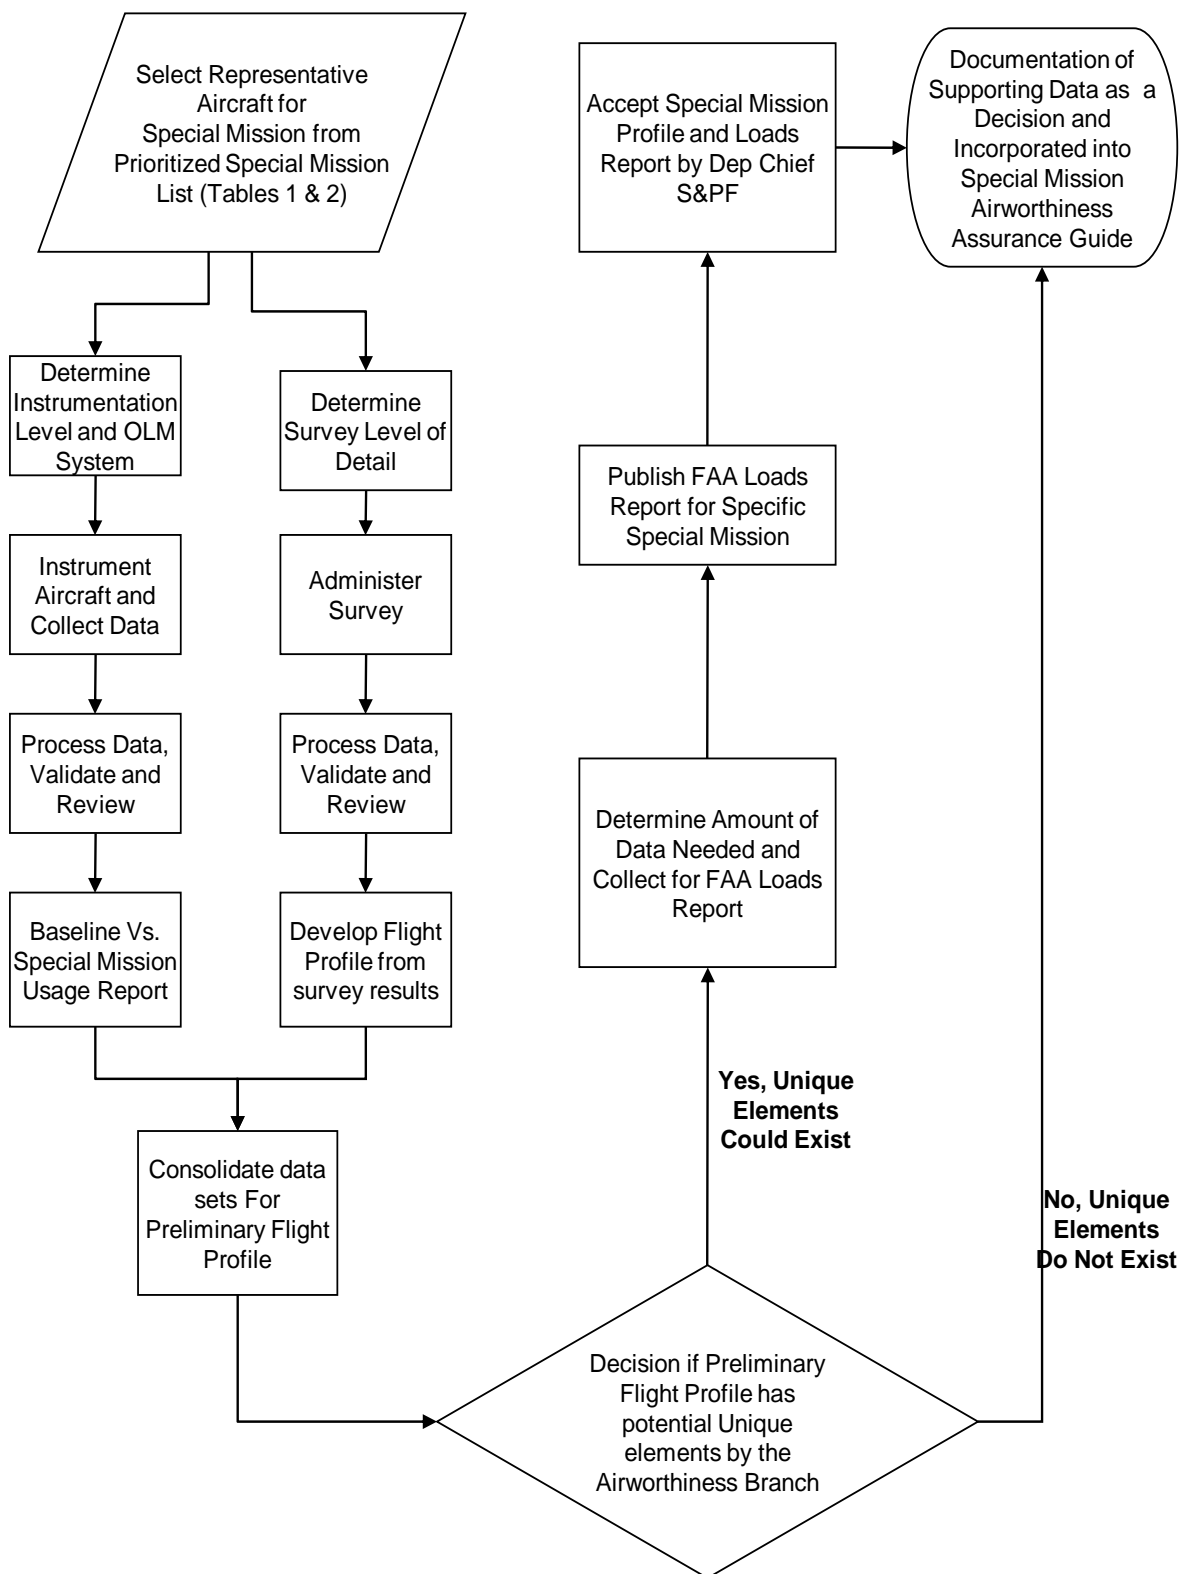 Select Representative
Aircraft for
Special Mission from
Prioritized Special Mission
List (Tables 1 & 2)
Determine
Instrumentation
Level and OLM
System
Instrument
Aircraft and
Collect Data
Process Data,
Validate and
Review
Baseline Vs.
Special Mission
Usage Report
Determine
Survey Level of
Detail
Administer
Survey
Process Data,
Validate and
Review
Develop Flight
Profile from
survey results
Consolidate data
sets For
Preliminary Flight
Profile
Decision if Preliminary
Flight Profile has
potential Unique
elements by the
Airworthiness Branch
Yes, Unique
Elements
Could Exist
Determine Amount of
Data Needed and
Collect for FAA Loads
Report
Publish FAA Loads
Report for Specific
Special Mission
Accept Special Mission
Profile and Loads
Report by Dep Chief
S&PF
No, Unique
Elements
Do Not Exist
Documentation of
Supporting Data as a
Decision and
Incorporated into
Special Mission
Airworthiness
Assurance Guide